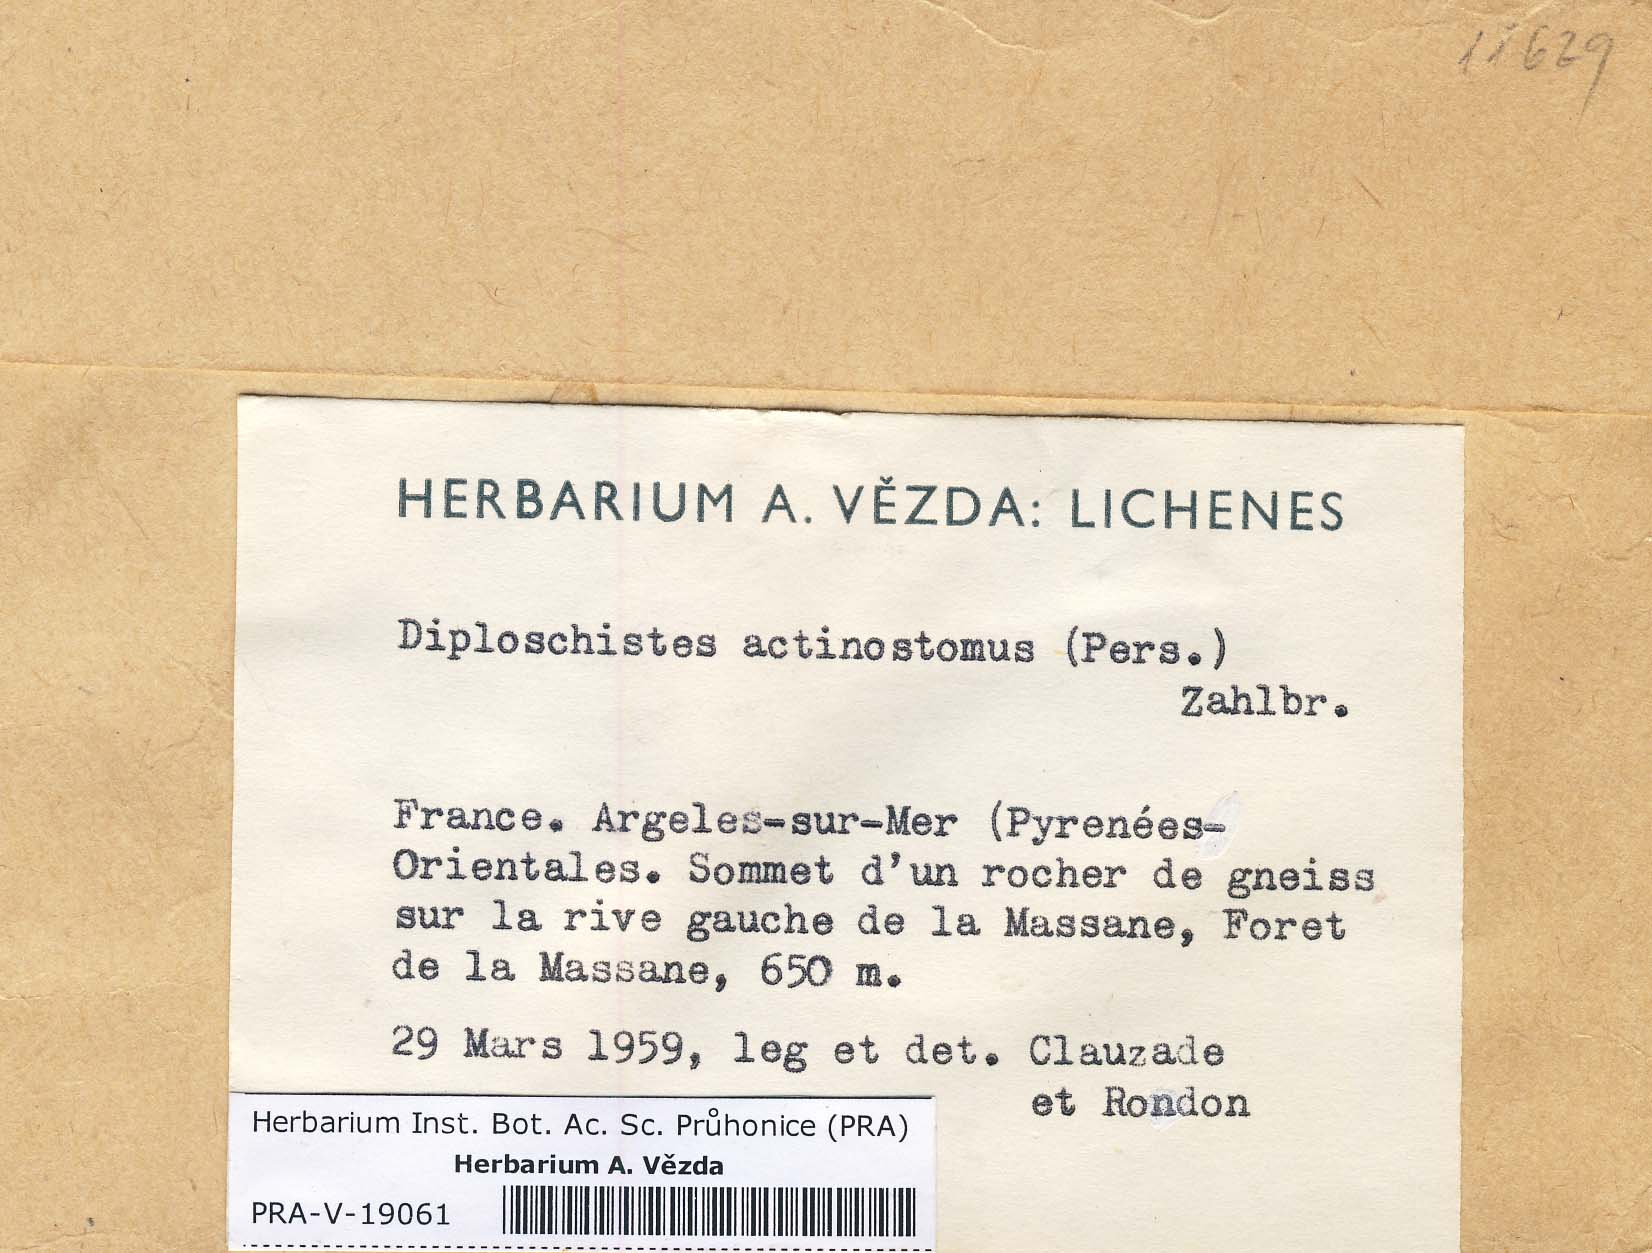 11629
HERBARIUM A. VĚZDA: LICHENES
Diploschistes actinostomus (Pers.)
Zahlbr.
France. Argeles-sur-Mer (Pyrenées-
Orientales. Sommet d'un rocher de gneiss
sur la rive gauche de la Massane, Foret
de la Massane, 650 m.
29 Mars 1959, leg et det. Clauzade
et Rondon
Herbarium Inst. Bot. Ac. Sc. Průhonice (PRA)
Herbarium A. Vězda
PRA-V-19061